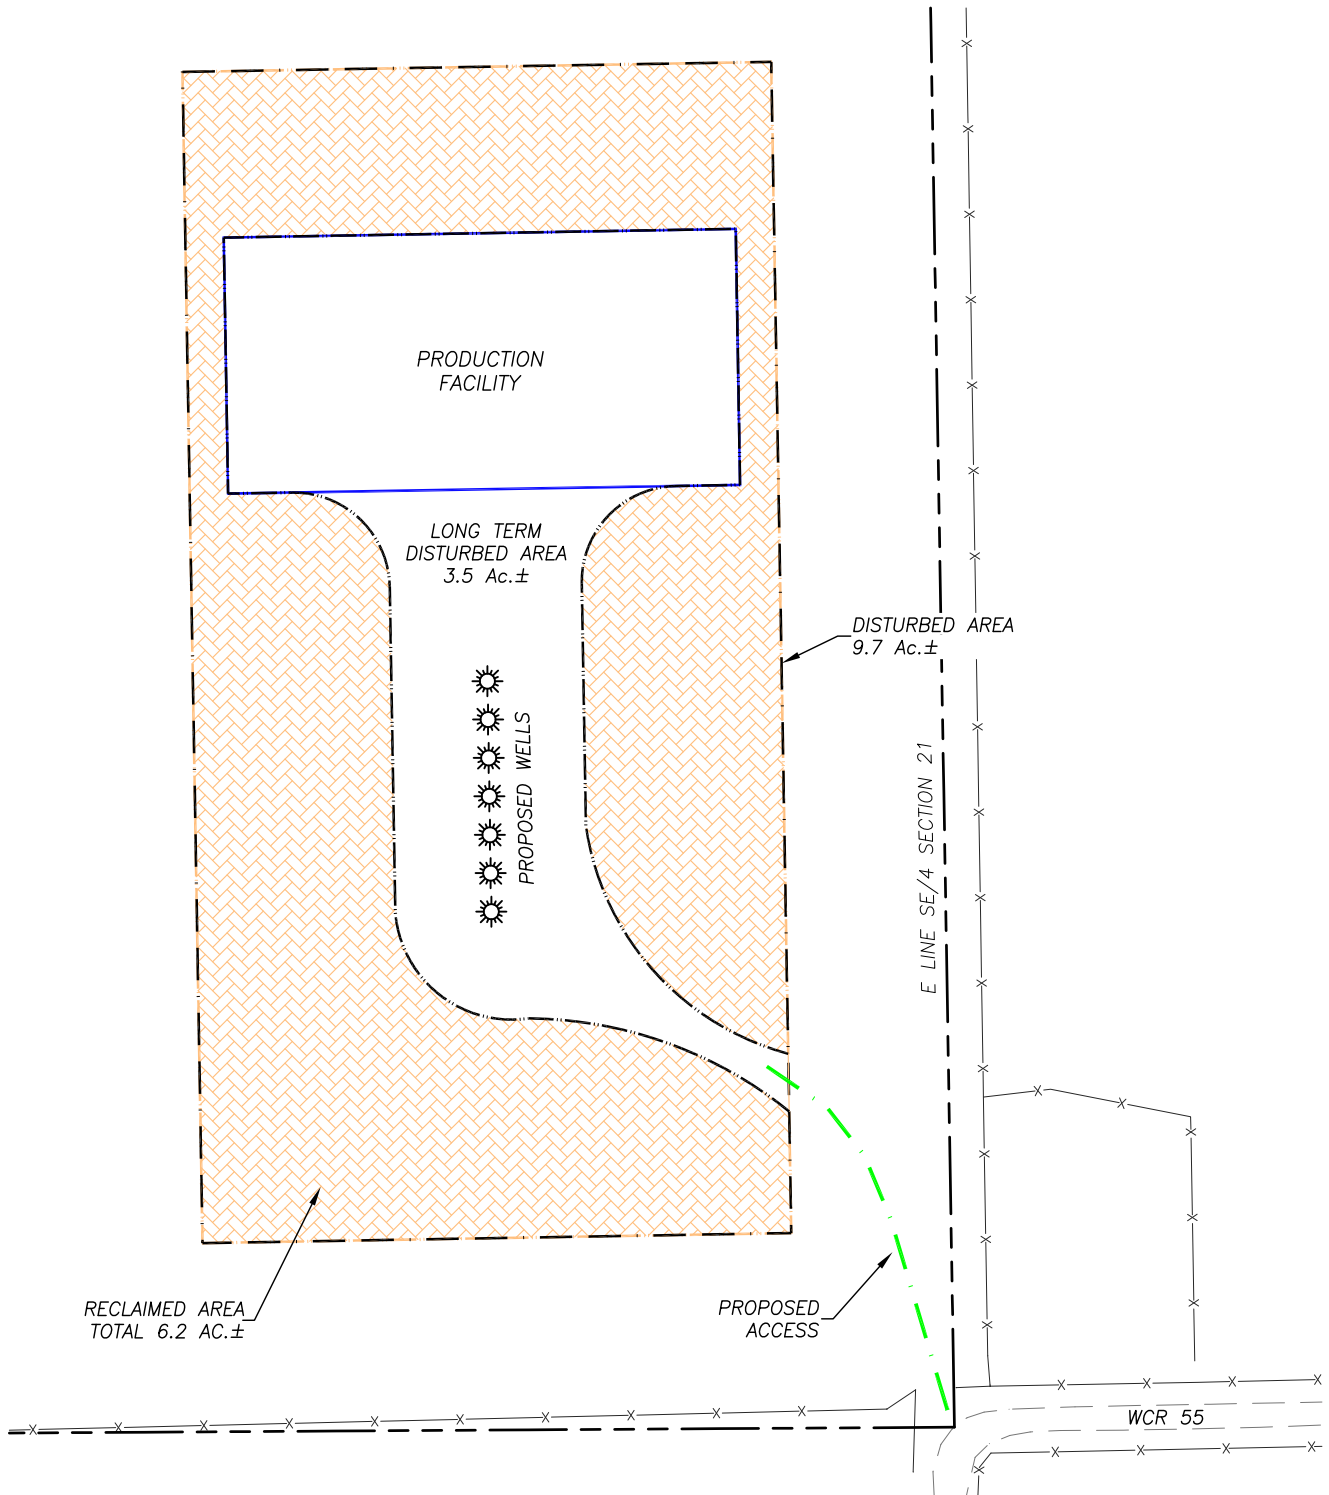 PRODUCTION
FACILITY
LONG TERM
DISTURBED AREA
3.5 Ac.±
DISTURBED AREA
9.7 Ac.±
PROPOSED WELLS
E LINE SE/4 SECTION 21
RECLAIMED AREA
TOTAL 6.2 AC.±
PROPOSED
ACCESS
WCR 55